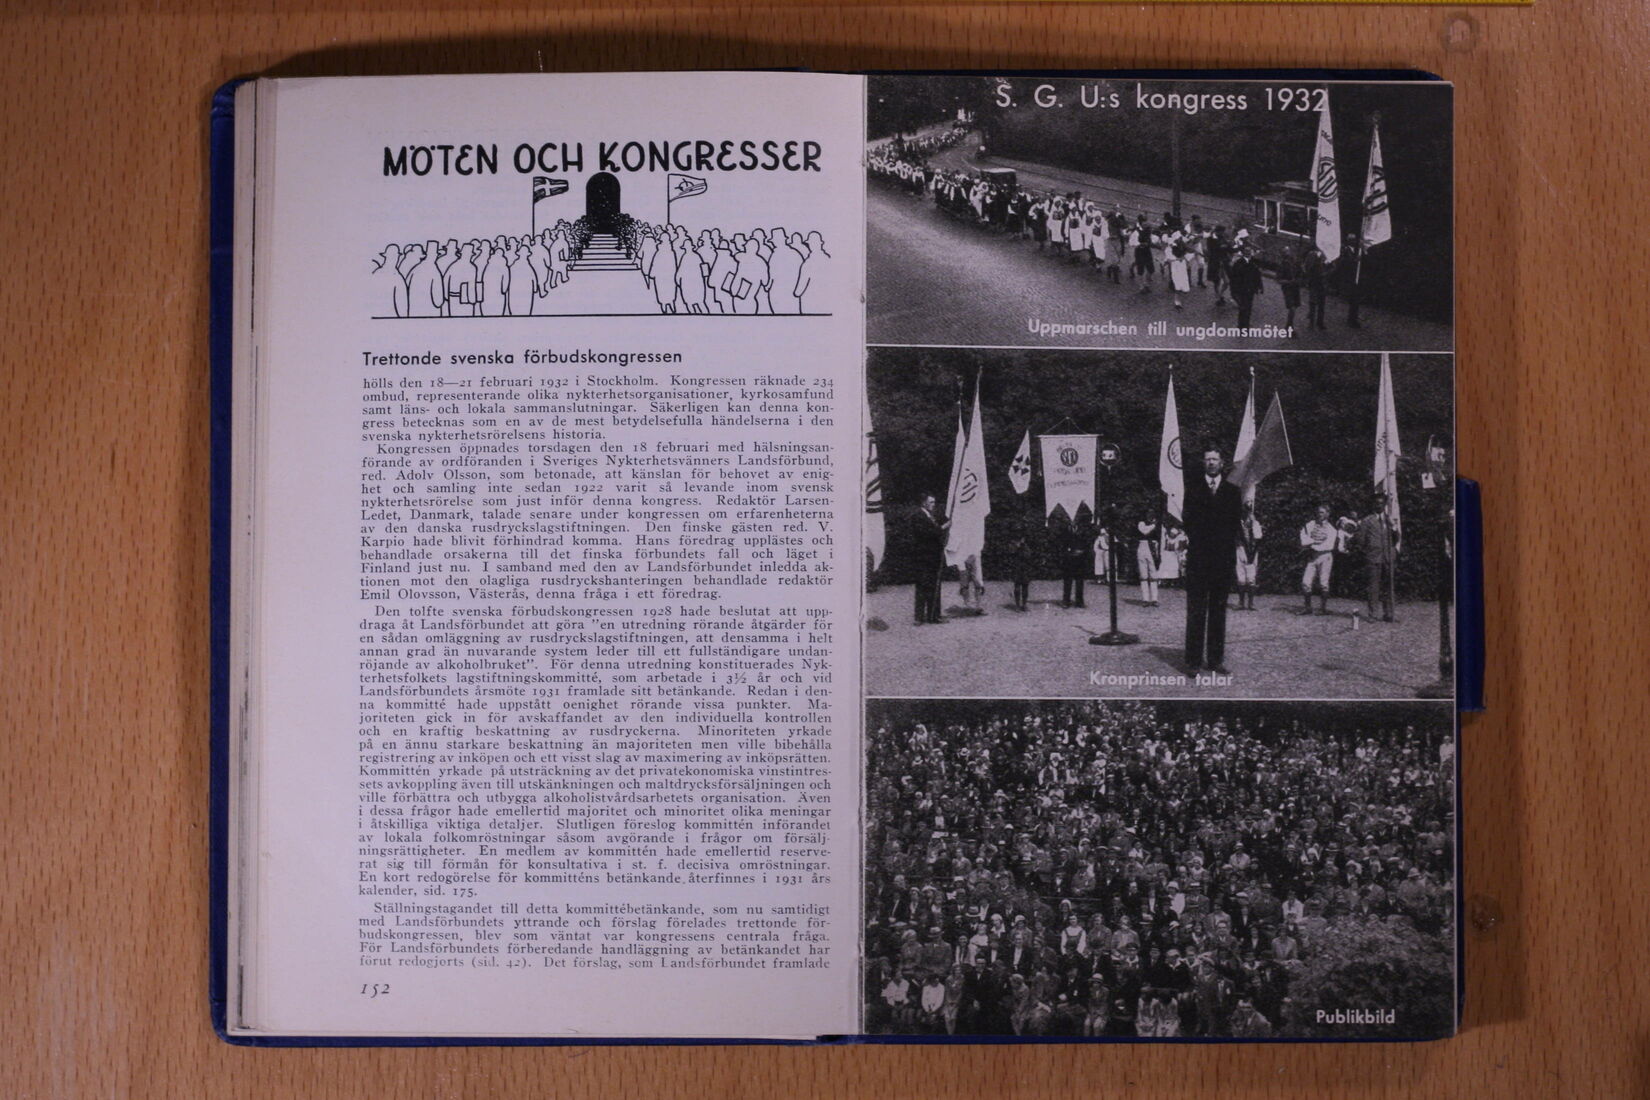 MÖTEN OCH KONGRESSER
Trettonde svenska förbudskongressen
hölls den 18—21 februari 1932 i Stockholm. Kongressen räknade 234
ombud, representerande olika nykterhetsorganisationer, kyrkosamfund
samt läns- och lokala sammanslutningar. Säkerligen kan denna kon-
gress betecknas som en av de mest betydelsefulla händelserna i den
svenska nykterhetsrörelsens historia.
Kongressen öppnades torsdagen den 18 februari med hälsningsan-
förande av ordföranden i Sveriges Nykterhetsvänners Landsförbund,
red. Adolv Olsson, som betonade, att känslan för behovet av enig-
het och samling inte sedan 1922 varit så levande inom svensk
nykterhetsrörelse som just inför denna kongress. Redaktör Larsen-
Ledet, Danmark, talade senare under kongressen om erfarenheterna
av den danska rusdryckslagstiftningen. Den finske gästen red. V.
Karpio hade blivit förhindrad komma. Hans föredrag upplästes och
behandlade orsakerna till det finska förbundets fall och läget i
Finland just nu. I samband med den av Landsförbundet inledda ak-
tionen mot den olagliga rusdryckshanteringen behandlade redaktör
Emil Olovsson, Västerås, denna fråga i ett föredrag.
Den tolfte svenska förbudskongressen 1928 hade beslutat att upp-
draga åt Landsförbundet att göra "en utredning rörande åtgärder för
en sådan omläggning av rusdryckslagstiftningen, att densamma i helt
annan grad än nuvarande system leder till ett fullständigare undan-
röjande av alkoholbruket". För denna utredning konstituerades Nyk-
terhetsfolkets lagstiftningskommitté, som arbetade i 3½ år och vid
Landsförbundets årsmöte 1931 framlade sitt betänkande. Redan i den-
na kommitté hade uppstått oenighet rörande vissa punkter. Ma-
joriteten gick in för avskaffandet av den individuella kontrollen
och en kraftig beskattning av rusdryckerna. Minoriteten yrkade
på en ännu starkare beskattning än majoriteten men ville bibehålla
registrering av inköpen och ett visst slag av maximering av inköpsrätten.
Kommittén yrkade på utsträckning av det privatekonomiska vinstintres-
sets avkoppling även till utskänkningen och maltdrycksförsäljningen och
ville förbättra och utbygga alkoholistvårdsarbetets organisation. Även
i dessa frågor hade emellertid majoritet och minoritet olika meningar
i åtskilliga viktiga detaljer. Slutligen föreslog kommittén införandet
av lokala folkomröstningar såsom avgörande i frågor om försälj-
ningsrättigheter. En medlem av kommittén hade emellertid reserve-
rat sig till förmån för konsultativa i st. f. decisiva omröstningar.
En kort redogörelse för kommitténs betänkande återfinnes i 1931 års
kalender, sid. 175.
Ställningstagandet till detta kommittébetänkande, som nu samtidigt
med Landsförbundets yttrande och förslag förelades trettonde för-
budskongressen, blev som väntat var kongressens centrala fråga.
För Landsförbundets förberedande handläggning av betänkandet har
förut redogjorts (sid. 42). Det förslag, som Landsförbundet framlade
152
S. G. U:s kongress 1932
Uppmarschen till ungdomsmötet
Kronprinsen talar
Publikbild